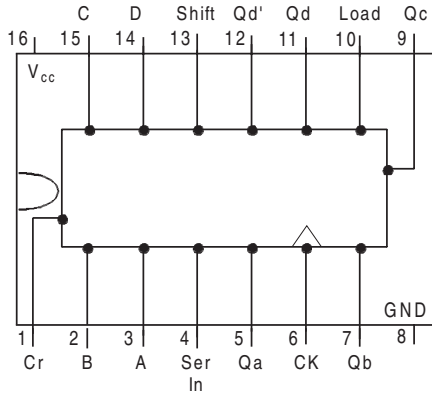 C D Shift Qd' Qd Load Qc
16 15 14 13 12 11 10 9
Vcc
GND
1 2 3 4 5 6 7 8
Cr B A Ser Qa CK Qb
In